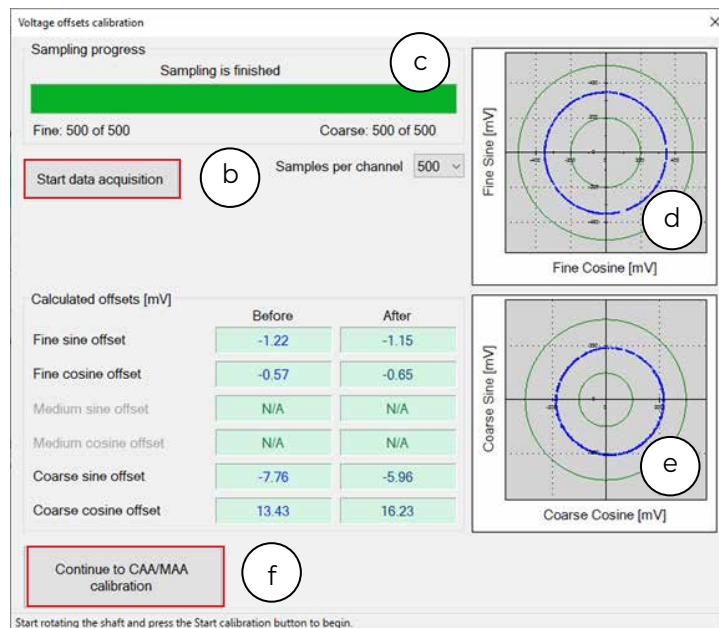 Voltage offsets calibration
Sampling progress
Sampling is finished
c
Fine: 500 of 500 Coarse: 500 of 500
Start data acquisition
b
Samples per channel 500
Fine Sine [mV]
d
Fine Cosine [mV]
Calculated offsets [mV]
Before After
Fine sine offset -1.22 -1.15
Fine cosine offset -0.57 -0.65
Medium sine offset N/A N/A
Medium cosine offset N/A N/A
Coarse sine offset -7.76 -5.96
Coarse cosine offset 13.43 16.23
Coarse Sine [mV]
e
Coarse Cosine [mV]
Continue to CAA/MAA
calibration
f
Start rotating the shaft and press the Start calibration button to begin.